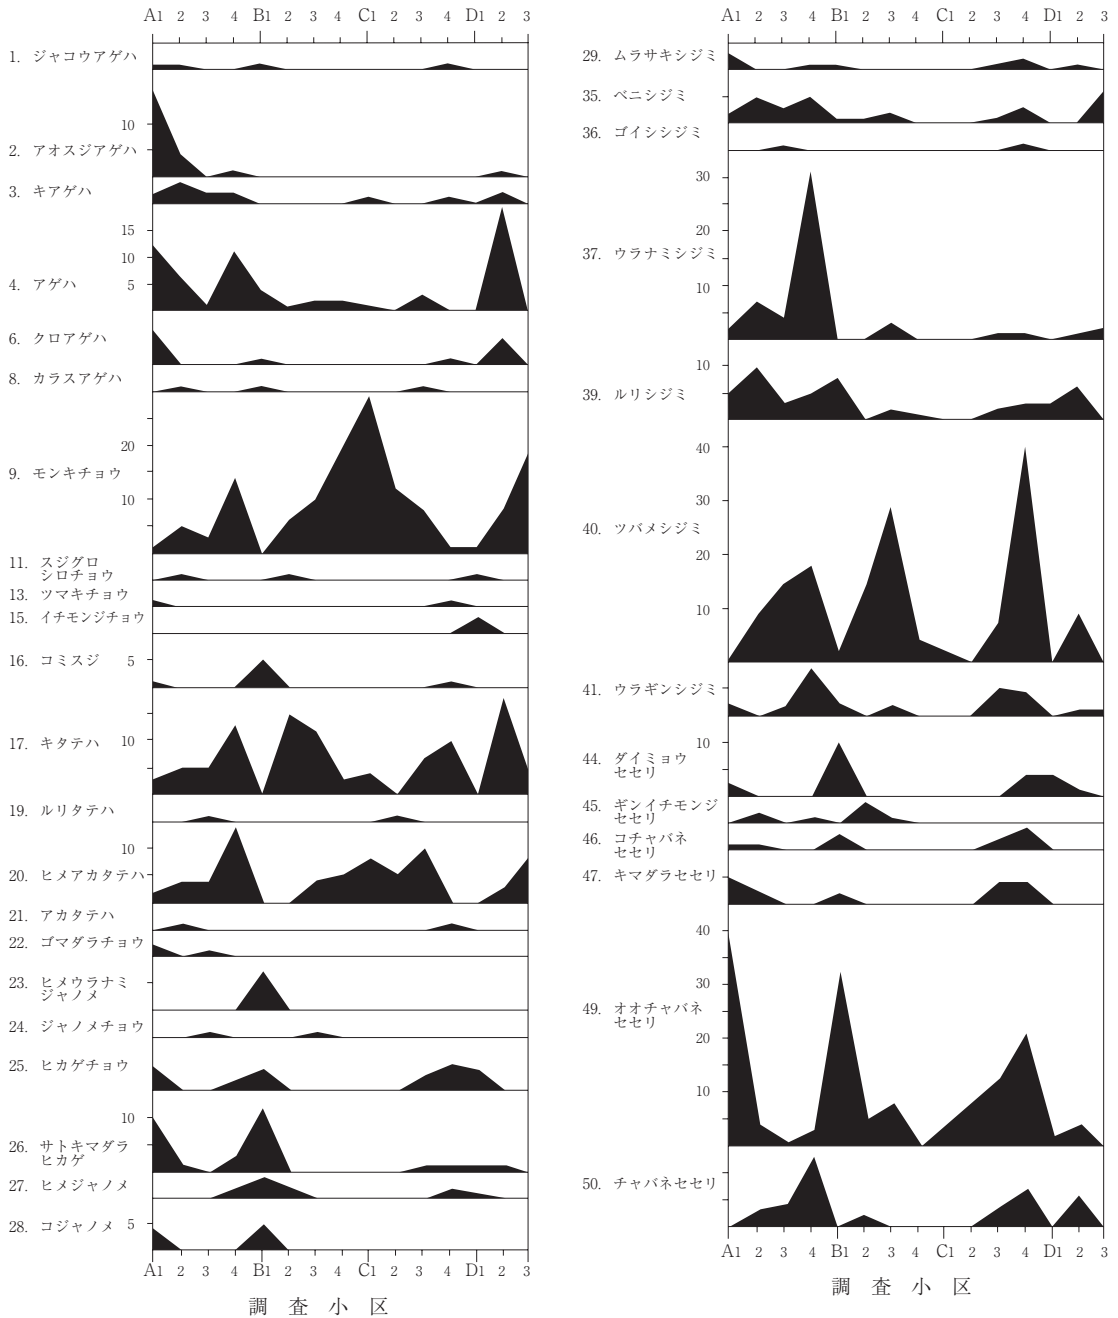 A1 2 3 4 B1 2 3 4 C1 2 3 4 D1 2 3
1. ジャコウアゲハ
10
2. アオスジアゲハ
3. キアゲハ
15
10
4. アゲハ 5
6. クロアゲハ
8. カラスアゲハ
20
9. モンキチョウ
10
11. スジグロ
シロチョウ
13. ツマキチョウ
15. イチモンジチョウ
16. コミスジ 5
17. キタテハ 10
19. ルリタテハ
10
20. ヒメアカタテハ
21. アカタテハ
22. ゴマダラチョウ
23. ヒメウラナミ
ジャノメ
24. ジャノメチョウ
25. ヒカゲチョウ
10
26. サトキマダラ
ヒカゲ
27. ヒメジャノメ
28. コジャノメ 5
A1 2 3 4 B1 2 3 4 C1 2 3 4 D1 2 3
調査小区
A1 2 3 4 B1 2 3 4 C1 2 3 4 D1 2 3
29. ムラサキシジミ
35. ベニシジミ
36. ゴイシシジミ
30
20
37. ウラナミシジミ
10
10
39. ルリシジミ
40
30
40. ツバメシジミ
20
10
41. ウラギンシジミ
10
44. ダイミョウ
セセリ
45. ギンイチモンジ
セセリ
46. コチャバネ
セセリ
47. キマダラセセリ
40
30
49. オオチャバネ
セセリ
20
10
50. チャバネセセリ
A1 2 3 4 B1 2 3 4 C1 2 3 4 D1 2 3
調査小区